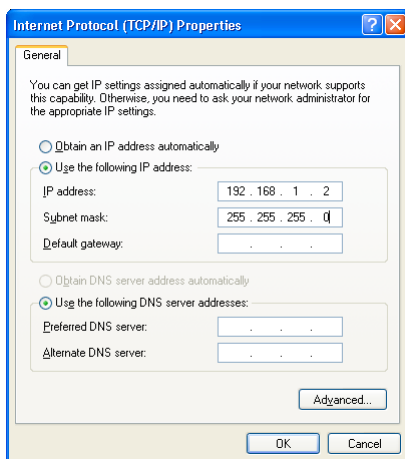 Internet Protocol (TCP/IP) Properties
General
You can get IP settings assigned automatically if your network supports
this capability. Otherwise, you need to ask your network administrator for
the appropriate IP settings.
Obtain an IP address automatically
Use the following IP address:
IP address: 192 . 168 . 1 . 2
Subnet mask: 255 . 255 . 255 . 0
Default gateway: . . .
Obtain DNS server address automatically
Use the following DNS server addresses:
Preferred DNS server: . . .
Alternate DNS server: . . .
Advanced...
OK Cancel